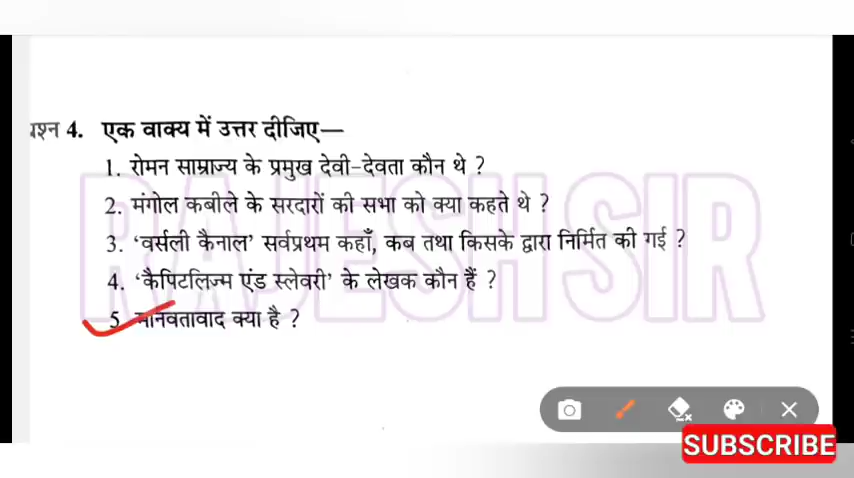 प्रश्न 4. एक वाक्य में उत्तर दीजिए—
1. रोमन साम्राज्य के प्रमुख देवी-देवता कौन थे ?
2. मंगोल कबीले के सरदारों की सभा को क्या कहते थे ?
3. ‘वर्सली कैनाल’ सर्वप्रथम कहाँ, कब तथा किसके द्वारा निर्मित की गई ?
4. ‘कैपिटलिज्म एंड स्लेवरी’ के लेखक कौन हैं ?
5 मानवतावाद क्या है ?
RAJESH SIR
SUBSCRIBE